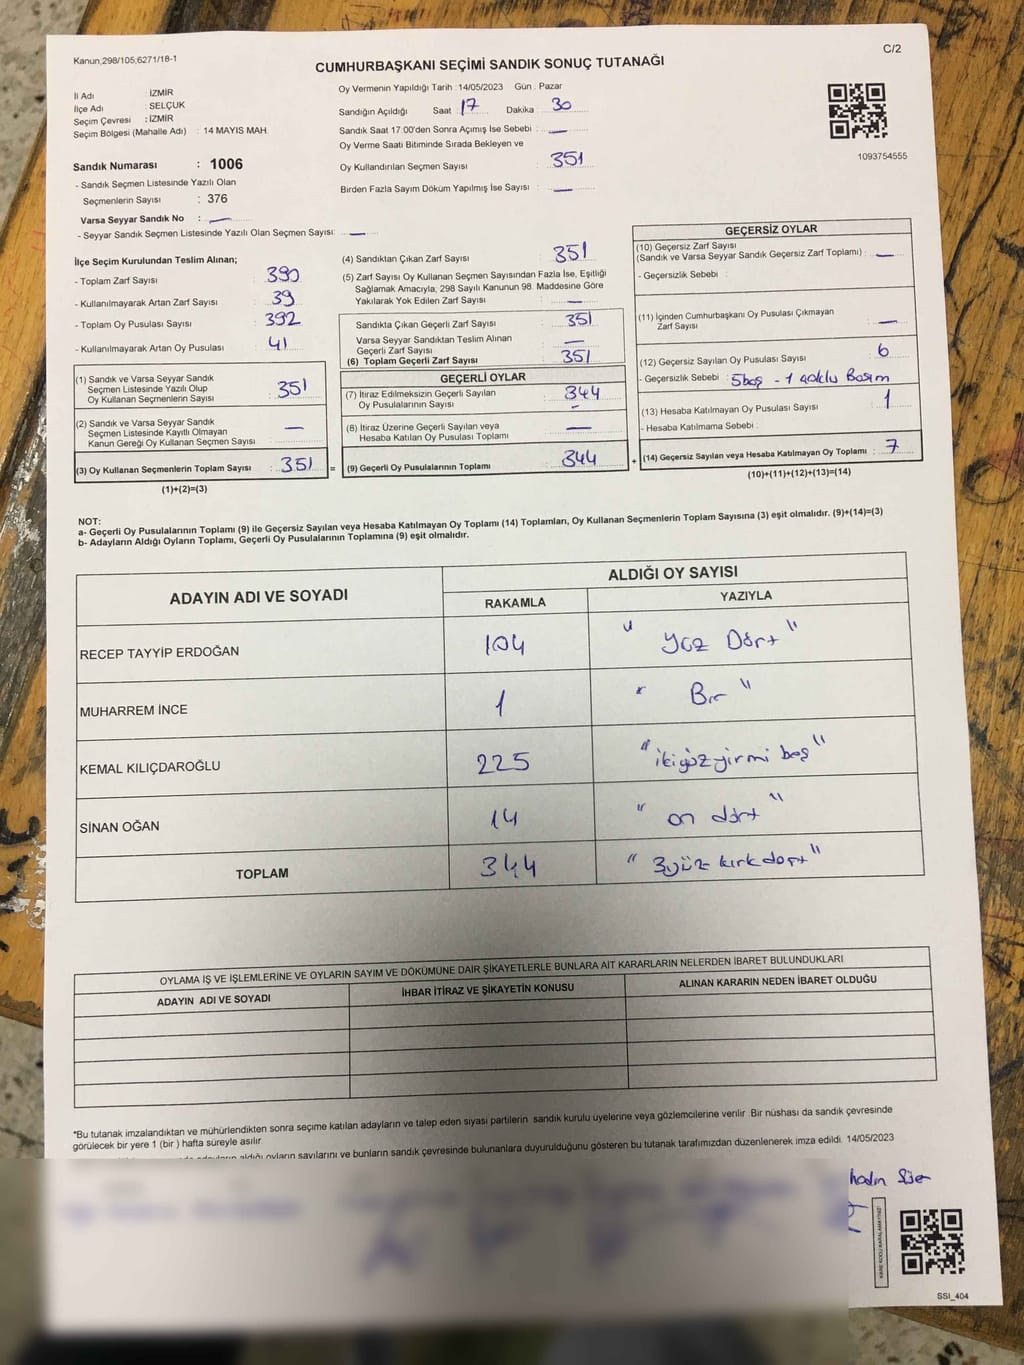 Kanun;298/105;6271/18-1
C/2
CUMHURBAŞKANI SEÇİMİ SANDIK SONUÇ TUTANAĞI
İl Adı : İZMİR
İlçe Adı : SELÇUK
Seçim Çevresi : İZMİR
Seçim Bölgesi (Mahalle Adı) : 14 MAYIS MAH.
Oy Vermenin Yapıldığı Tarih :14/05/2023 Gün : Pazar
Sandığın Açıldığı Saat 17 Dakika 30
Sandık Saat 17:00'den Sonra Açımış İse Sebebi : —
Oy Verme Saati Bitiminde Sırada Bekleyen ve
Oy Kullandırılan Seçmen Sayısı : 351
Birden Fazla Sayım Döküm Yapılmış İse Sayısı : —
1093754555
Sandık Numarası : 1006
- Sandık Seçmen Listesinde Yazılı Olan
Seçmenlerin Sayısı : 376
Varsa Seyyar Sandık No : —
- Seyyar Sandık Seçmen Listesinde Yazılı Olan Seçmen Sayısı: —
İlçe Seçim Kurulundan Teslim Alınan;
- Toplam Zarf Sayısı : 390
- Kullanılmayarak Artan Zarf Sayısı : 39
- Toplam Oy Pusulası Sayısı : 392
- Kullanılmayarak Artan Oy Pusulası : 41
(1) Sandık ve Varsa Seyyar Sandık
Seçmen Listesinde Yazılı Olup
Oy Kullanan Seçmenlerin Sayısı : 351
(2) Sandık ve Varsa Seyyar Sandık
Seçmen Listesinde Kayıtlı Olmayan
Kanun Gereği Oy Kullanan Seçmen Sayısı : —
(3) Oy Kullanan Seçmenlerin Toplam Sayısı : 351 =
(1)+(2)=(3)
(4) Sandıktan Çıkan Zarf Sayısı : 351
(5) Zarf Sayısı Oy Kullanan Seçmen Sayısından Fazla İse, Eşitliği
Sağlamak Amacıyla; 298 Sayılı Kanunun 98. Maddesine Göre
Yakılarak Yok Edilen Zarf Sayısı : —
Sandıkta Çıkan Geçerli Zarf Sayısı : 351
Varsa Seyyar Sandıktan Teslim Alınan
Geçerli Zarf Sayısı : —
(6) Toplam Geçerli Zarf Sayısı : 351
GEÇERLİ OYLAR
(7) İtiraz Edilmeksizin Geçerli Sayılan
Oy Pusulalarının Sayısı : 344
(8) İtiraz Üzerine Geçerli Sayılan veya
Hesaba Katılan Oy Pusulası Toplamı : —
(9) Geçerli Oy Pusulalarının Toplamı : 344 +
GEÇERSİZ OYLAR
(10) Geçersiz Zarf Sayısı
(Sandık ve Varsa Seyyar Sandık Geçersiz Zarf Toplamı) : —
- Geçersizlik Sebebi :
(11) İçinden Cumhurbaşkanı Oy Pusulası Çıkmayan
Zarf Sayısı : —
(12) Geçersiz Sayılan Oy Pusulası Sayısı : 6
- Geçersizlik Sebebi : 5boş - 1 çoklu Basım
(13) Hesaba Katılmayan Oy Pusulası Sayısı : 1
- Hesaba Katılmama Sebebi :
(14) Geçersiz Sayılan veya Hesaba Katılmayan Oy Toplamı : 7
(10)+(11)+(12)+(13)=(14)
NOT:
a- Geçerli Oy Pusulalarının Toplamı (9) ile Geçersiz Sayılan veya Hesaba Katılmayan Oy Toplamı (14) Toplamları, Oy Kullanan Seçmenlerin Toplam Sayısına (3) eşit olmalıdır. (9)+(14)=(3)
b- Adayların Aldığı Oyların Toplamı, Geçerli Oy Pusulalarının Toplamına (9) eşit olmalıdır.
ADAYIN ADI VE SOYADI
ALDIĞI OY SAYISI
RAKAMLA YAZIYLA
RECEP TAYYİP ERDOĞAN 104 " Yüz Dört "
MUHARREM İNCE 1 " Bir "
KEMAL KILIÇDAROĞLU 225 " ikiyüzyirmi beş "
SİNAN OĞAN 14 " on dört "
TOPLAM 344 " 3yüz kırkdört "
OYLAMA İŞ VE İŞLEMLERİNE VE OYLARIN SAYIM VE DÖKÜMÜNE DAİR ŞİKAYETLERLE BUNLARA AİT KARARLARIN NELERDEN İBARET BULUNDUKLARI
ADAYIN ADI VE SOYADI İHBAR İTİRAZ VE ŞİKAYETİN KONUSU ALINAN KARARIN NEDEN İBARET OLDUĞU
*Bu tutanak imzalandıktan ve mühürlendikten sonra seçime katılan adayların ve talep eden siyasi partilerin sandık kurulu üyelerine veya gözlemcilerine verilir. Bir nüshası da sandık çevresinde
görülecek bir yere 1 (bir) hafta süreyle asılır.
aldığı oyların sayılarını ve bunların sandık çevresinde bulunanlara duyurulduğunu gösteren bu tutanak tarafımızdan düzenlenerek imza edildi. 14/05/2023
SSI_404